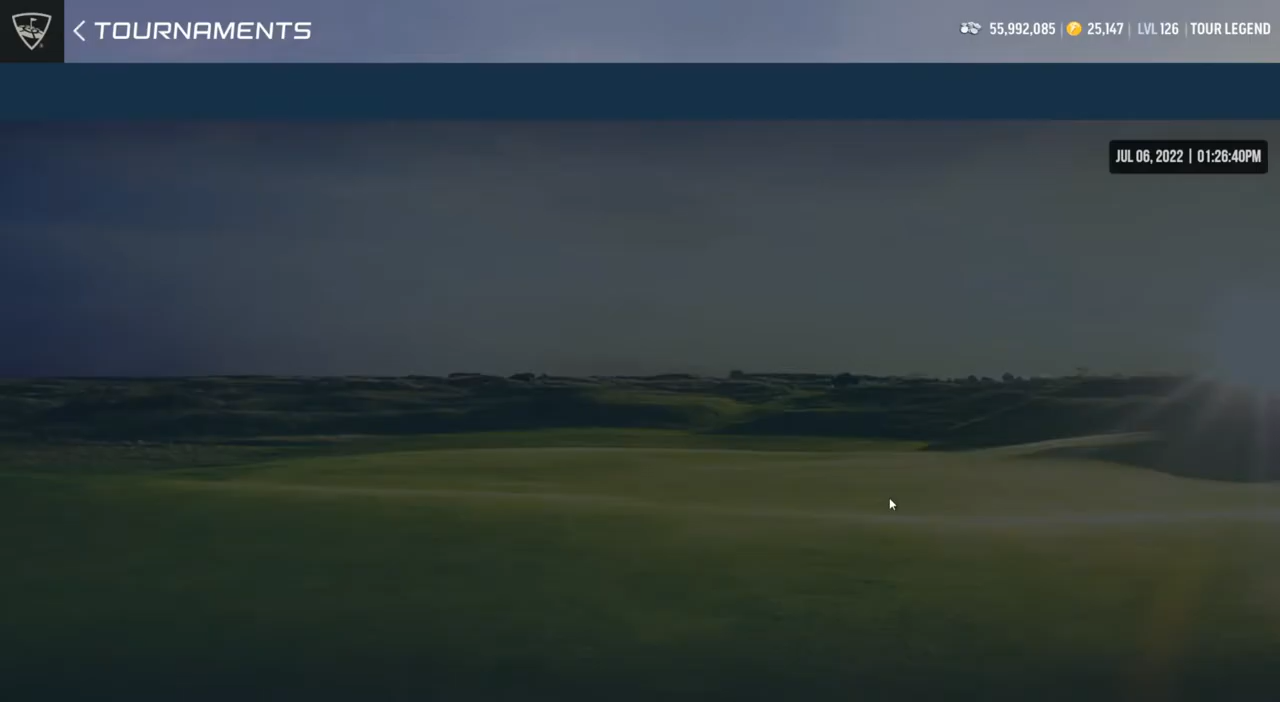 TOURNAMENTS
55,992,085 | 25,147 | LVL 126 | TOUR LEGEND
JUL 06, 2022 | 01:26:40PM